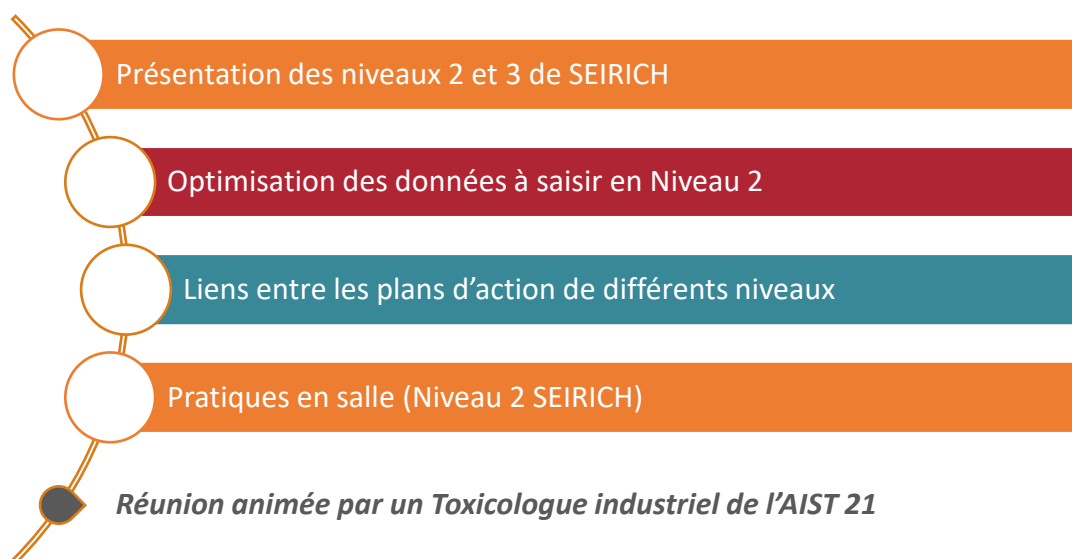 Présentation des niveaux 2 et 3 de SEIRICH
Optimisation des données à saisir en Niveau 2
Liens entre les plans d’action de différents niveaux
Pratiques en salle (Niveau 2 SEIRICH)
Réunion animée par un Toxicologue industriel de l’AIST 21